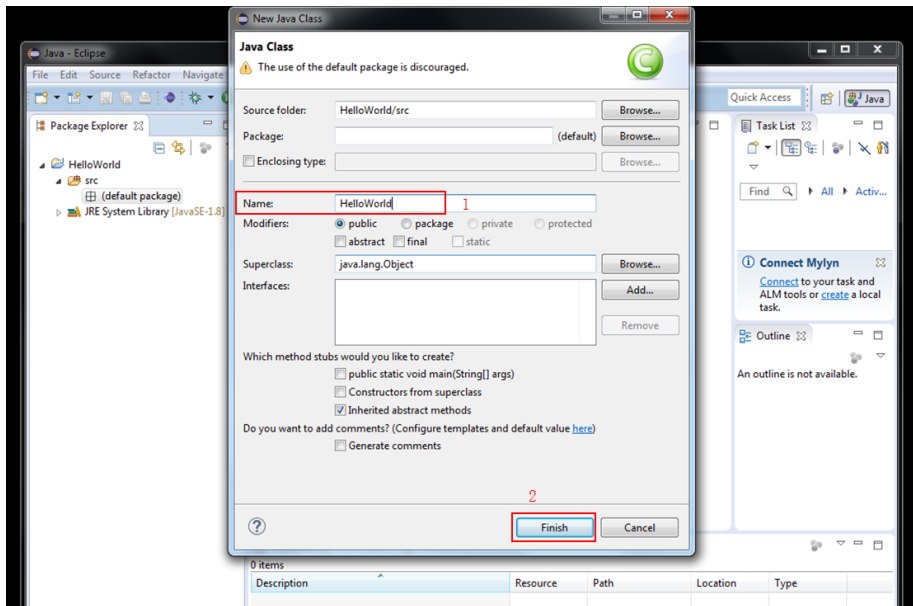 New Java Class
Java - Eclipse
File Edit Source Refactor Navigate
Java Class
The use of the default package is discouraged.
Quick Access
Java
Package Explorer
HelloWorld
src
(default package)
JRE System Library [JavaSE-1.8]
Source folder: HelloWorld/src Browse...
Package: (default) Browse...
Enclosing type: Browse...
Name: HelloWorld 1
Modifiers: public package private protected
abstract final static
Superclass: java.lang.Object Browse...
Interfaces: Add...
Remove
Which method stubs would you like to create?
public static void main(String[] args)
Constructors from superclass
Inherited abstract methods
Do you want to add comments? (Configure templates and default value here)
Generate comments
2
? Finish Cancel
Task List
Find All Activ...
Connect Mylyn
Connect to your task and
ALM tools or create a local
task.
Outline
An outline is not available.
0 items
Description Resource Path Location Type